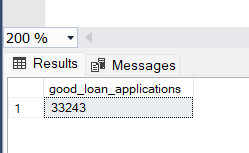 200 %
Results Messages
good_loan_applications
1 33243